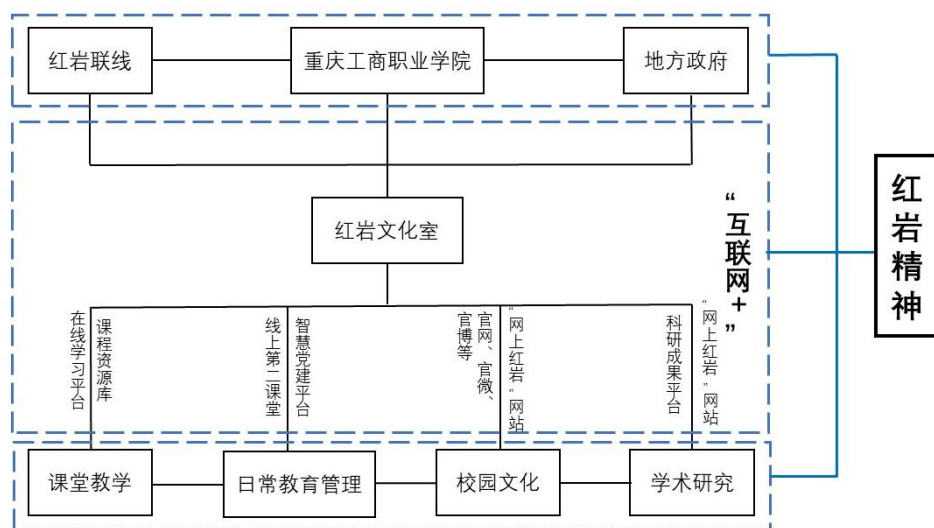 红岩联线
重庆工商职业学院
地方政府
红岩文化室
“互联网+”
红岩精神
在线学习平台
课程资源库
线上第二课堂
智慧党建平台
官网、官微、
官博等
“网上红岩”网站
科研成果平台
“网上红岩”网站
课堂教学
日常教育管理
校园文化
学术研究